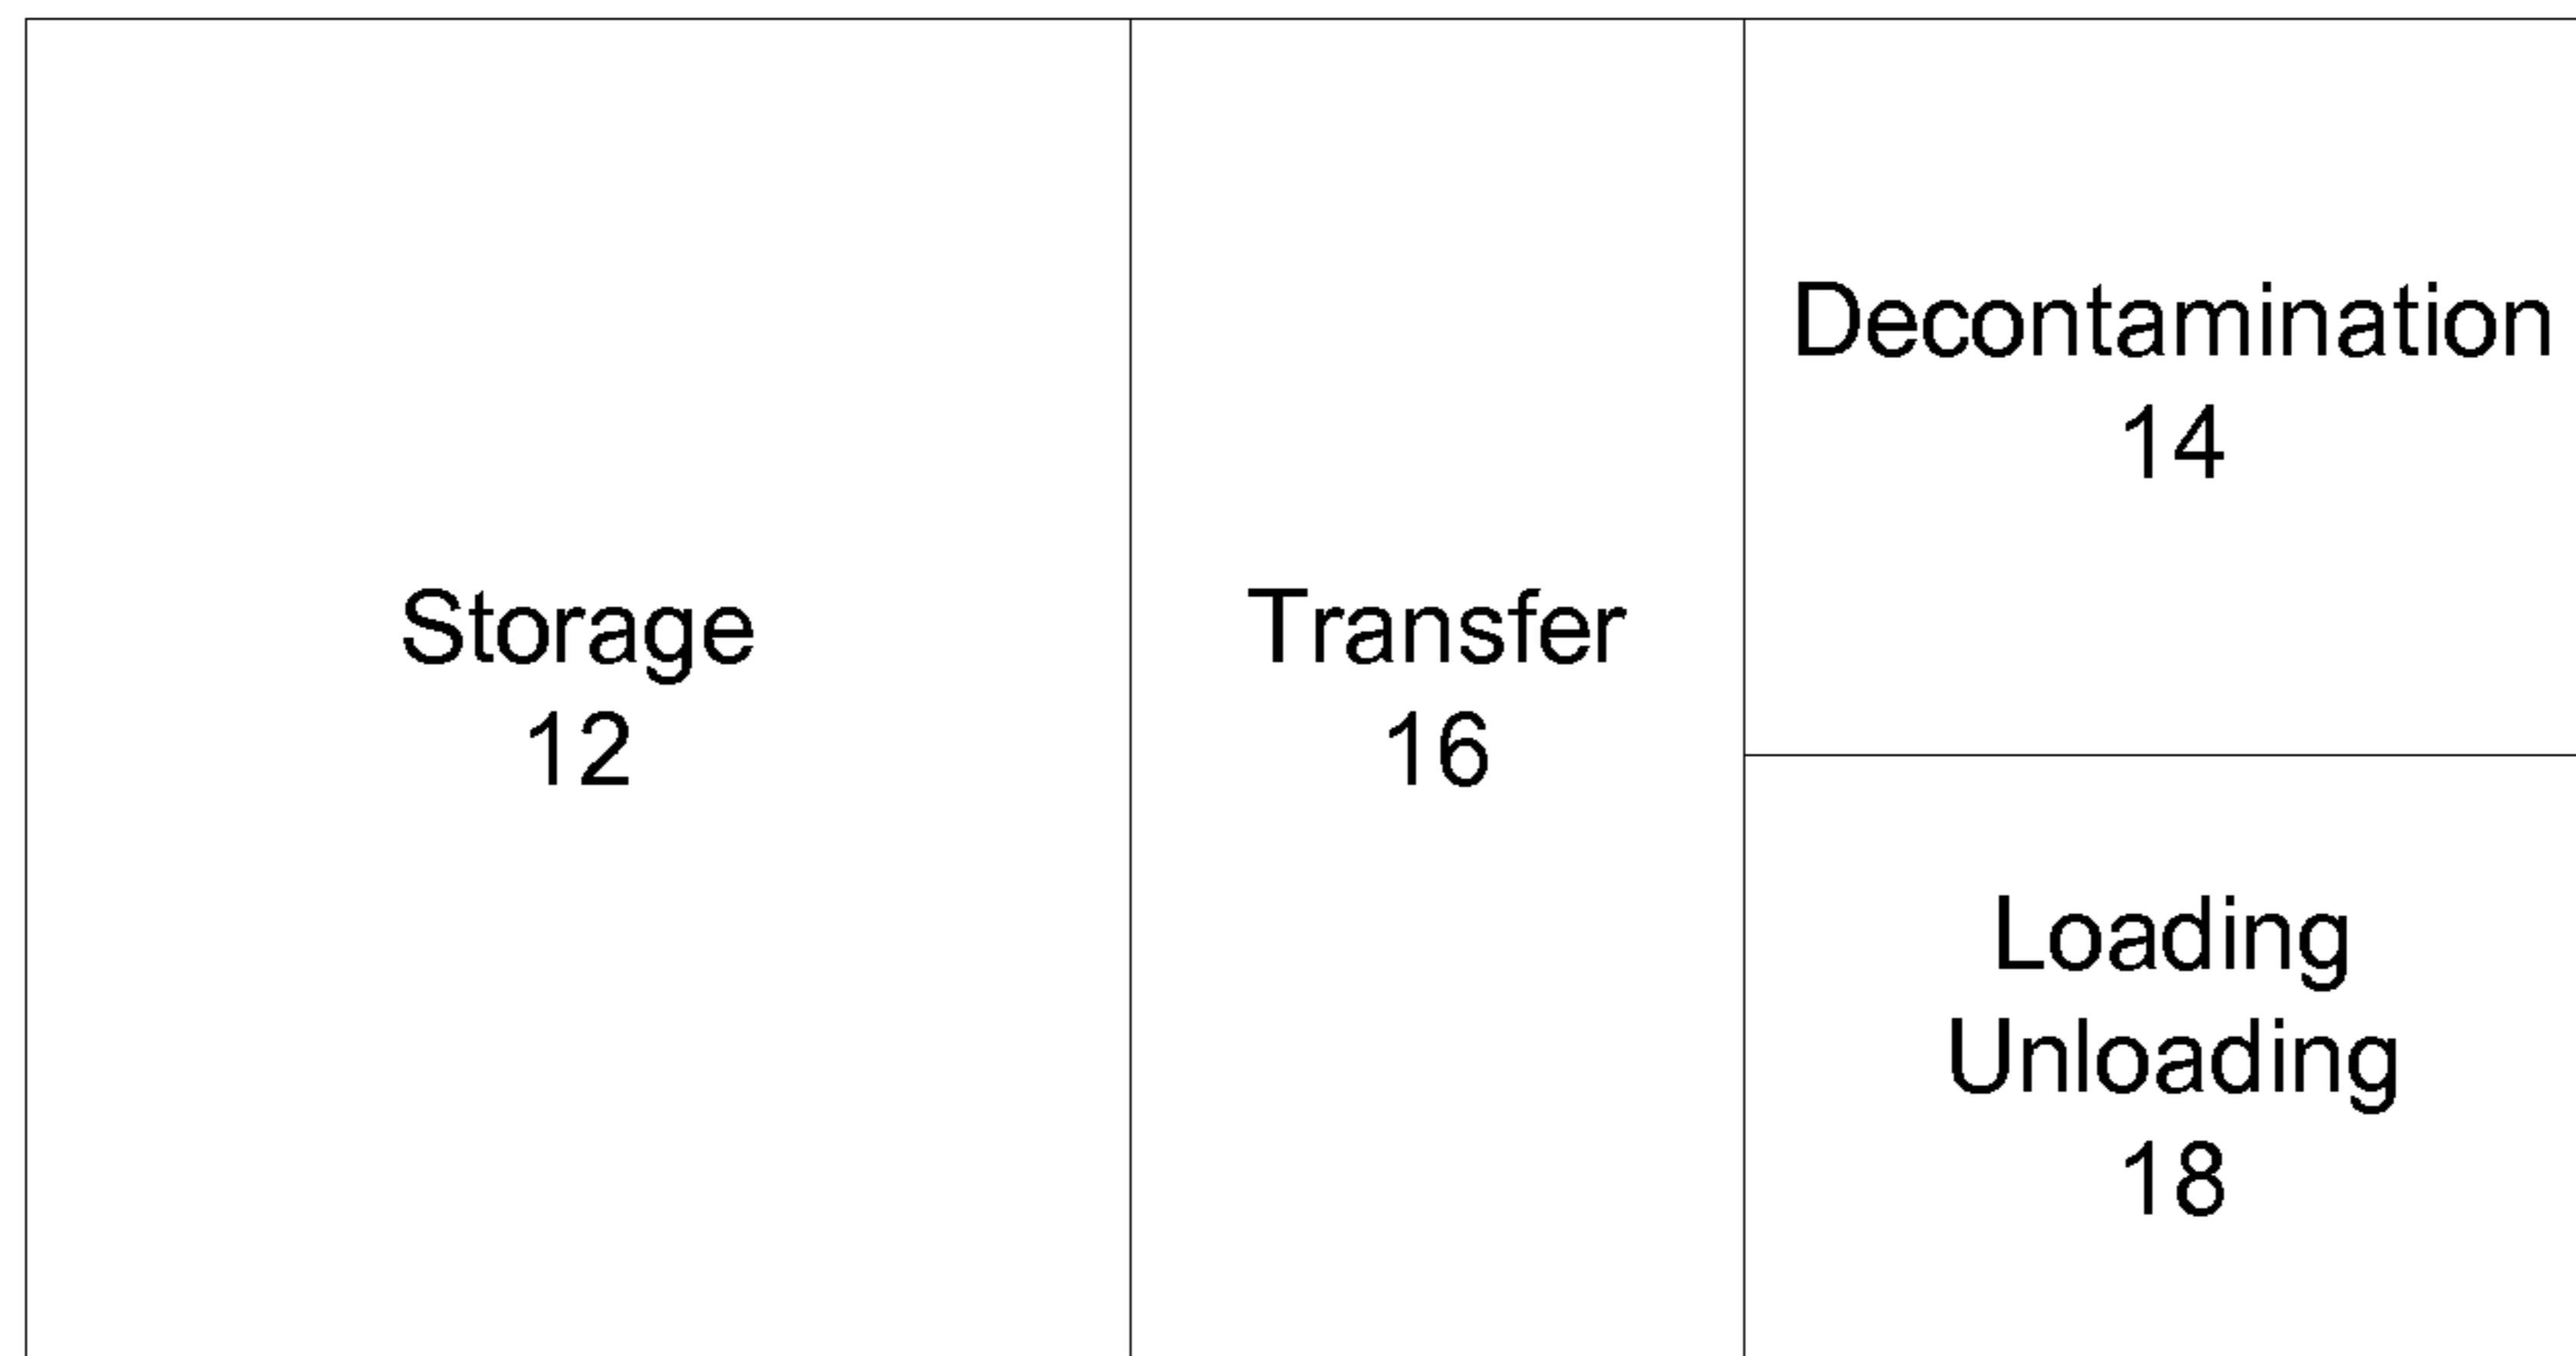 Storage
12
Transfer
16
Decontamination
14
Loading
Unloading
18